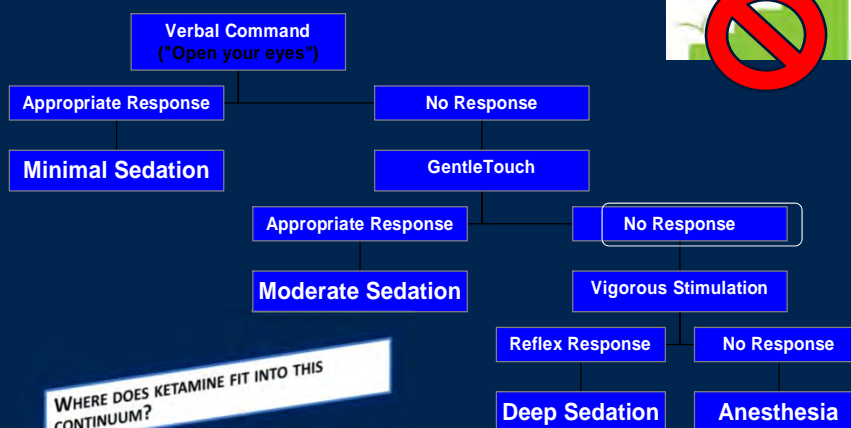 Verbal Command
("Open your eyes")
Appropriate Response
No Response
Minimal Sedation
GentleTouch
Appropriate Response
No Response
Moderate Sedation
Vigorous Stimulation
Reflex Response
No Response
Deep Sedation
Anesthesia
WHERE DOES KETAMINE FIT INTO THIS
CONTINUUM?